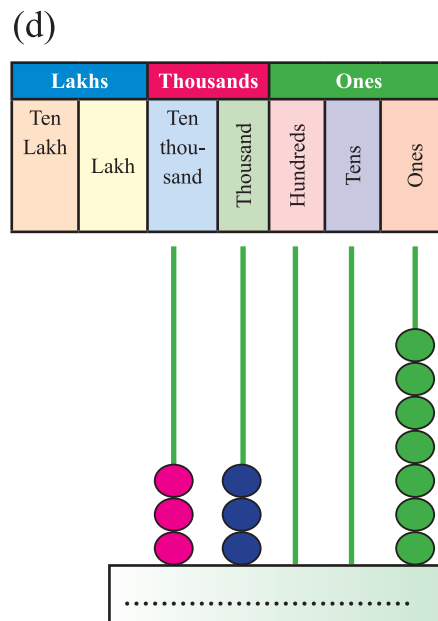 (d)
Lakhs Thousands Ones
Ten Lakh Lakh Ten thou- sand Thousand Hundreds Tens Ones
........................................